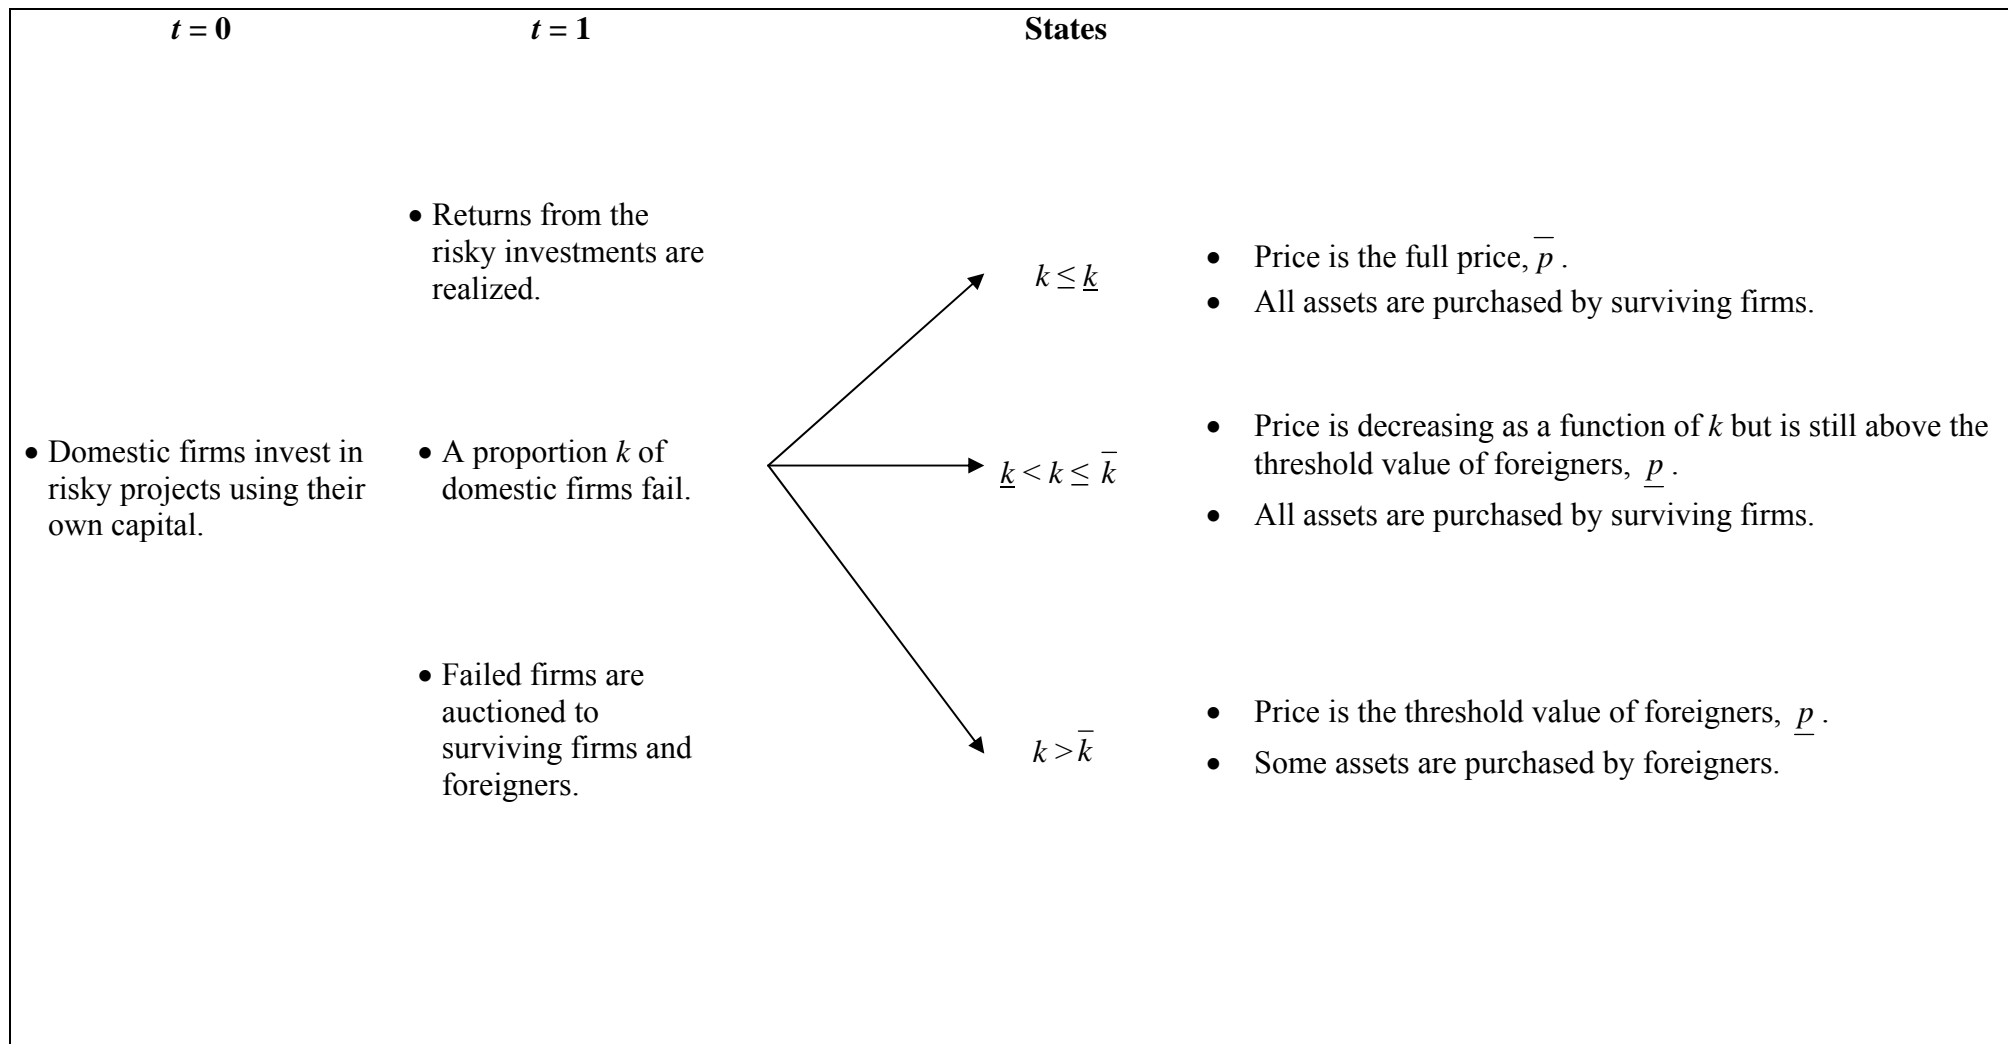 t = 0
t = 1
States
• Domestic firms invest in
risky projects using their
own capital.
• Returns from the
risky investments are
realized.
• A proportion k of
domestic firms fail.
• Failed firms are
auctioned to
surviving firms and
foreigners.
k ≤ k̲
• Price is the full price, p̅ .
• All assets are purchased by surviving firms.
k̲ < k ≤ k̅
• Price is decreasing as a function of k but is still above the
threshold value of foreigners, p̲ .
• All assets are purchased by surviving firms.
k > k̅
• Price is the threshold value of foreigners, p̲ .
• Some assets are purchased by foreigners.